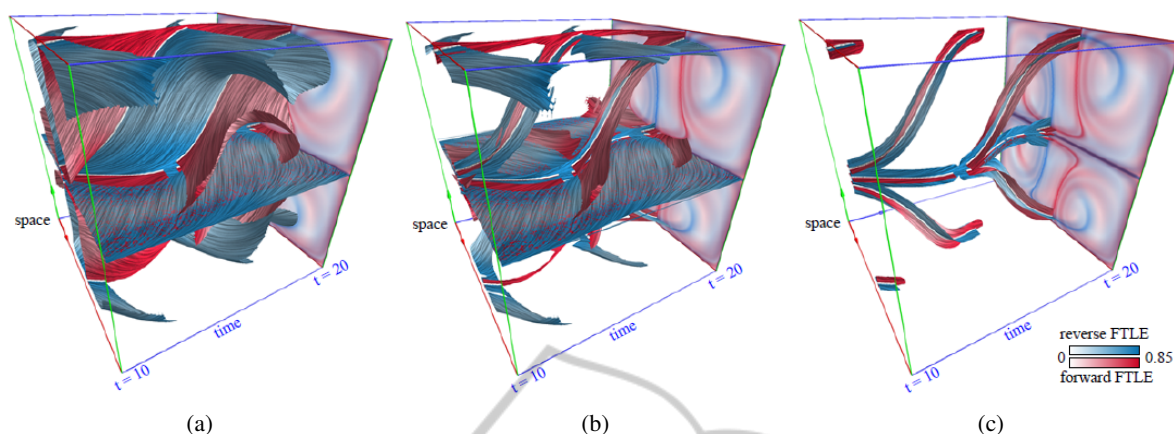 space
time
t = 10
t = 20
space
time
t = 10
t = 20
space
time
t = 10
t = 20
reverse FTLE
0 0.85
forward FTLE
(a) (b) (c)